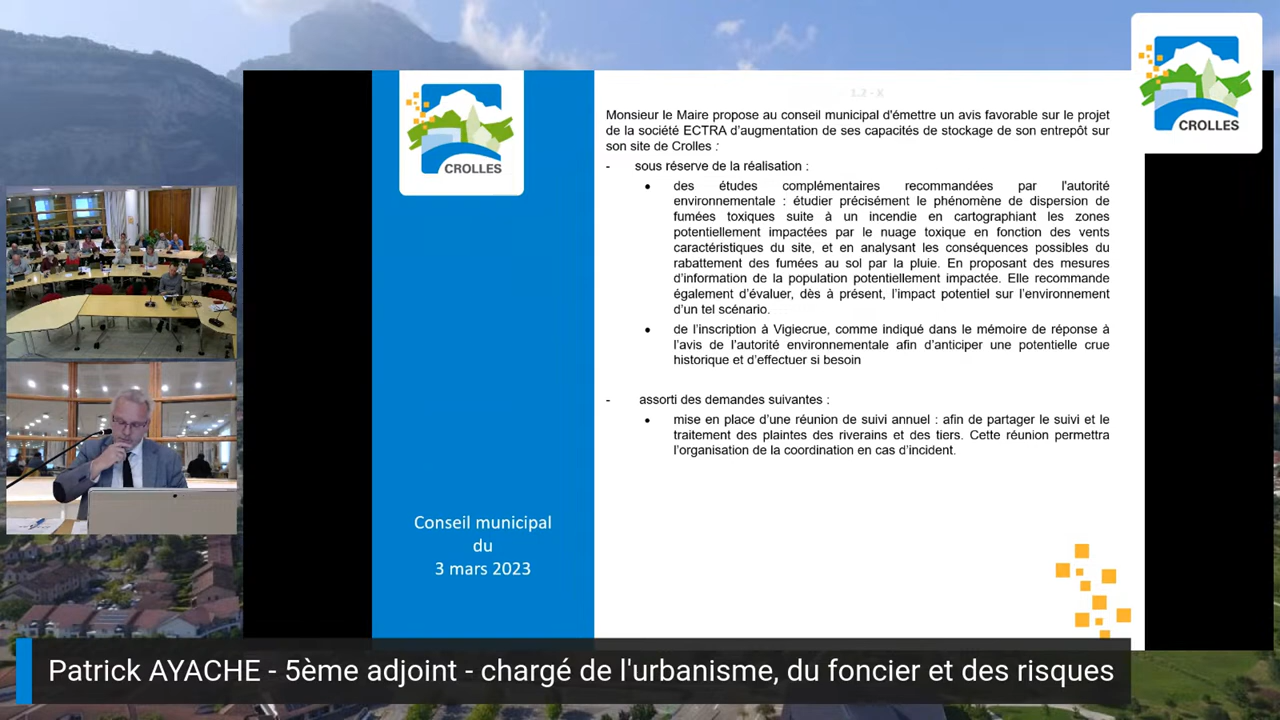 CROLLES
CROLLES
1.2 - X
Monsieur le Maire propose au conseil municipal d'émettre un avis favorable sur le projet
de la société ECTRA d'augmentation de ses capacités de stockage de son entrepôt sur
son site de Crolles :
- sous réserve de la réalisation :
• des études complémentaires recommandées par l'autorité
environnementale : étudier précisément le phénomène de dispersion de
fumées toxiques suite à un incendie en cartographiant les zones
potentiellement impactées par le nuage toxique en fonction des vents
caractéristiques du site, et en analysant les conséquences possibles du
rabattement des fumées au sol par la pluie. En proposant des mesures
d'information de la population potentiellement impactée. Elle recommande
également d'évaluer, dès à présent, l'impact potentiel sur l'environnement
d'un tel scénario.
• de l'inscription à Vigiecrue, comme indiqué dans le mémoire de réponse à
l'avis de l'autorité environnementale afin d'anticiper une potentielle crue
historique et d'effectuer si besoin
- assorti des demandes suivantes :
• mise en place d'une réunion de suivi annuel : afin de partager le suivi et le
traitement des plaintes des riverains et des tiers. Cette réunion permettra
l'organisation de la coordination en cas d'incident.
Conseil municipal
du
3 mars 2023
Patrick AYACHE - 5ème adjoint - chargé de l'urbanisme, du foncier et des risques